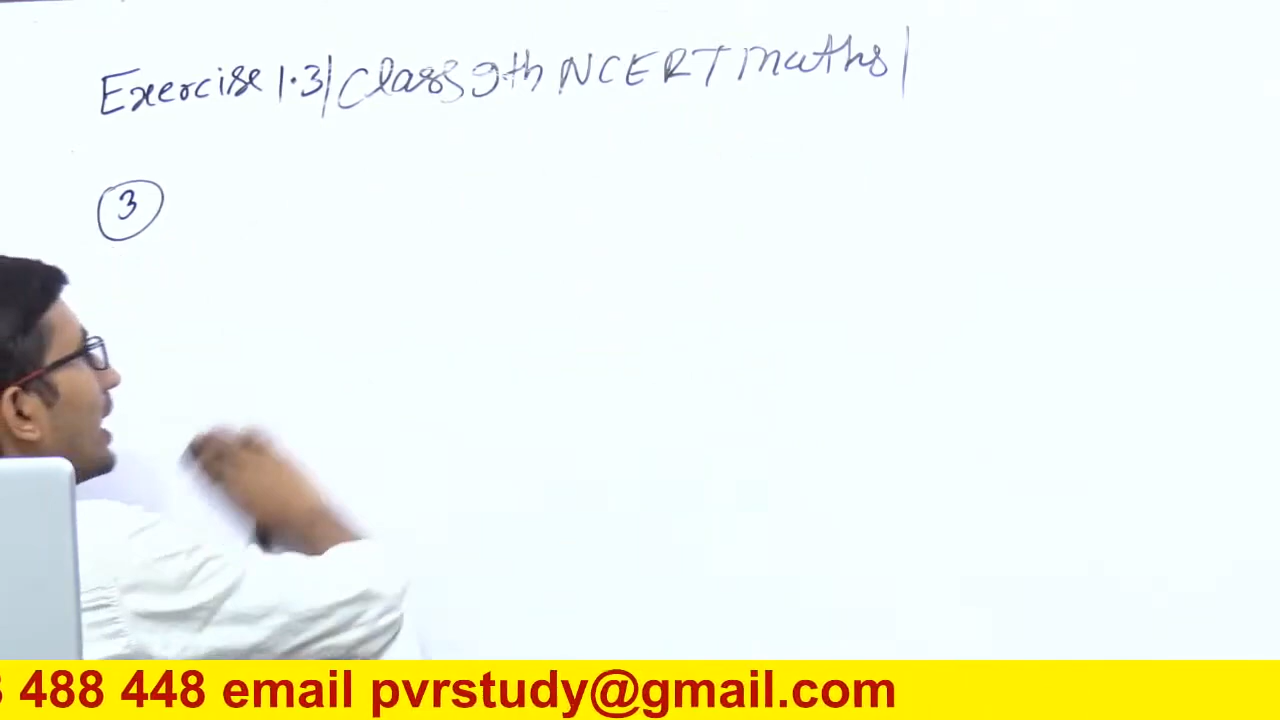 Exercise 1.3| Class 9th NCERT Maths |
3
488 448 email pvrstudy@gmail.com